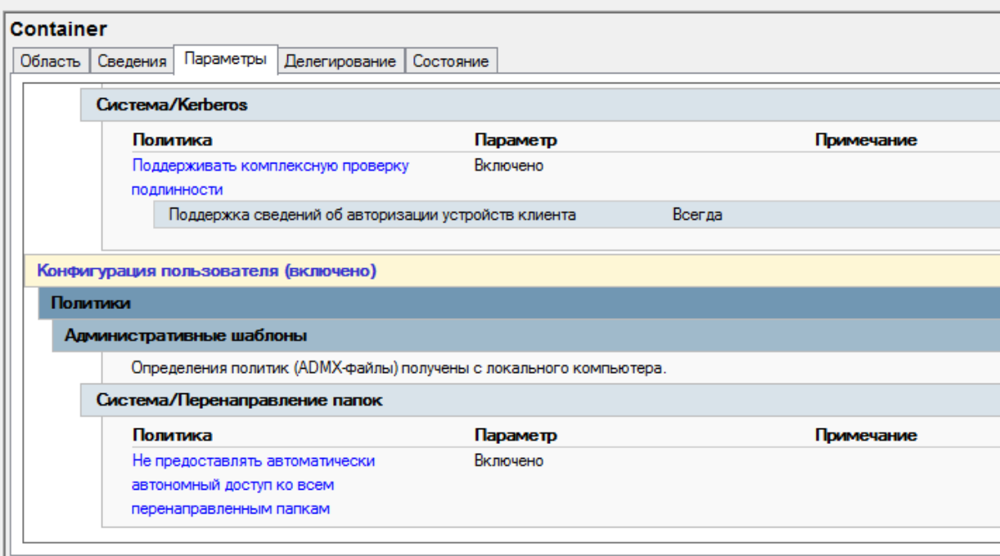 Container
Область Сведения Параметры Делегирование Состояние
Система/Kerberos
Политика Параметр Примечание
Поддерживать комплексную проверку Включено
подлинности
Поддержка сведений об авторизации устройств клиента Всегда
Конфигурация пользователя (включено)
Политики
Административные шаблоны
Определения политик (ADMX-файлы) получены с локального компьютера.
Система/Перенаправление папок
Политика Параметр Примечание
Не предоставлять автоматически Включено
автономный доступ ко всем
перенаправленным папкам